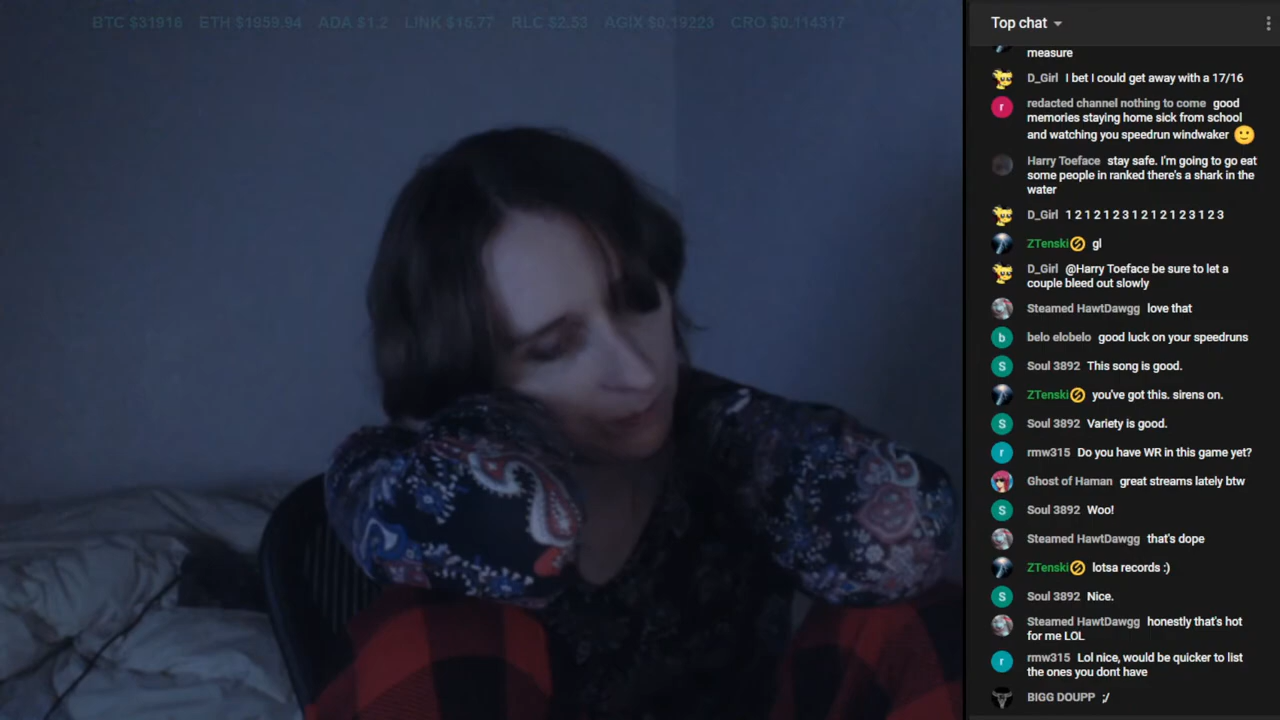 BTC $31916 ETH $1959.94 ADA $1.2 LINK $15.77 RLC $2.53 AGIX $0.19223 CRO $0.114317
Top chat
measure
D_Girl I bet I could get away with a 17/16
r redacted channel nothing to come good
memories staying home sick from school
and watching you speedrun windwaker
Harry Toeface stay safe. I'm going to go eat
some people in ranked there's a shark in the
water
D_Girl 1 2 1 2 1 2 3 1 2 1 2 1 2 3 1 2 3
ZTenski gl
D_Girl @Harry Toeface be sure to let a
couple bleed out slowly
Steamed HawtDawgg love that
b belo elobelo good luck on your speedruns
S Soul 3892 This song is good.
ZTenski you've got this. sirens on.
S Soul 3892 Variety is good.
r rmw315 Do you have WR in this game yet?
Ghost of Haman great streams lately btw
S Soul 3892 Woo!
Steamed HawtDawgg that's dope
ZTenski lotsa records :)
S Soul 3892 Nice.
Steamed HawtDawgg honestly that's hot
for me LOL
r rmw315 Lol nice, would be quicker to list
the ones you dont have
BIGG DOUPP ;/